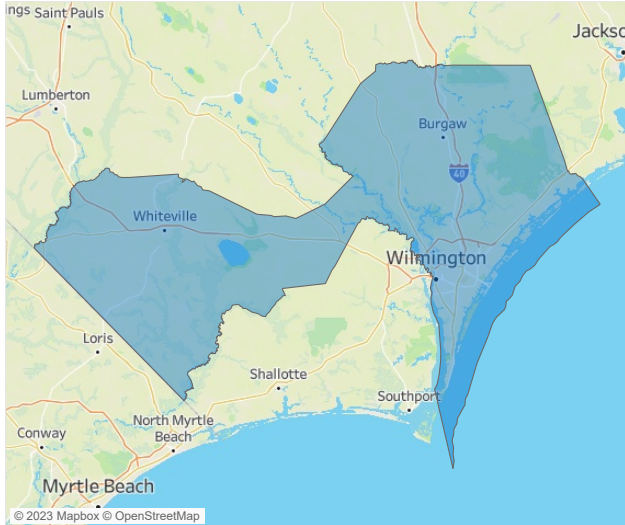 ngs
Saint Pauls
Jackso
Lumberton
Burgaw
40
Whiteville
Wilmington
Loris
Shallotte
Southport
North Myrtle
Beach
Conway
Myrtle Beach
© 2023 Mapbox © OpenStreetMap